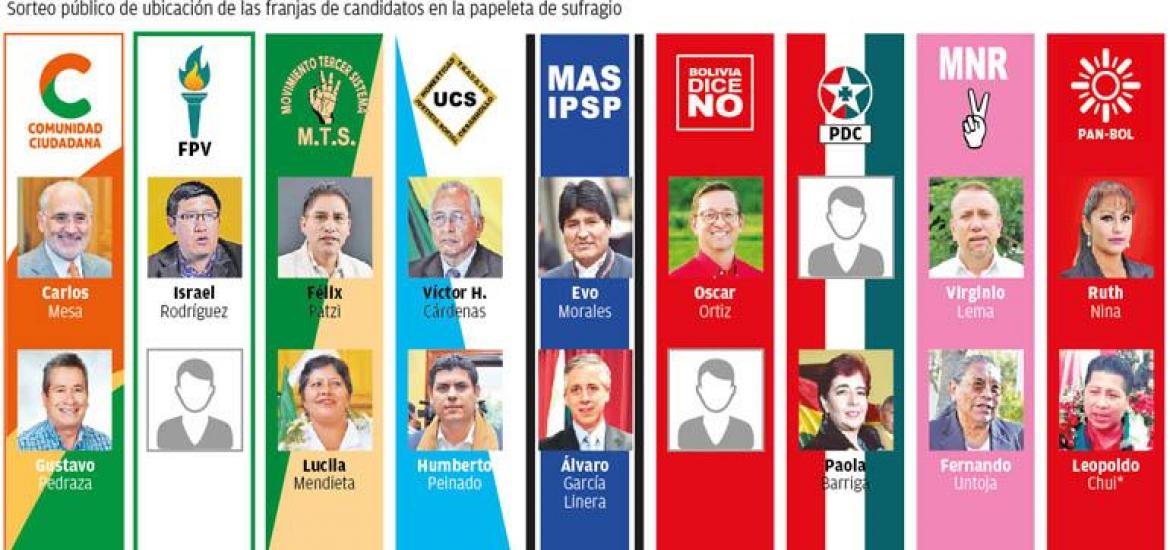 Sorteo público de ubicación de las franjas de candidatos en la papeleta de sufragio
COMUNIDAD
CIUDADANA
Carlos
Mesa
Gustavo
Pedraza
FPV
Israel
Rodríguez
MOVIMIENTO TERCER SISTEMA
M.T.S.
Félix
Patzi
Lucila
Mendieta
UCS
TRABAJO
DESARROLLO
Víctor H.
Cárdenas
Humberto
Peinado
MAS
IPSP
Evo
Morales
Álvaro
García
Linera
BOLIVIA
DICE
NO
Oscar
Ortiz
PDC
Paola
Barriga
MNR
Virginio
Lema
Fernando
Untoja
PAN-BOL
Ruth
Nina
Leopoldo
Chui*